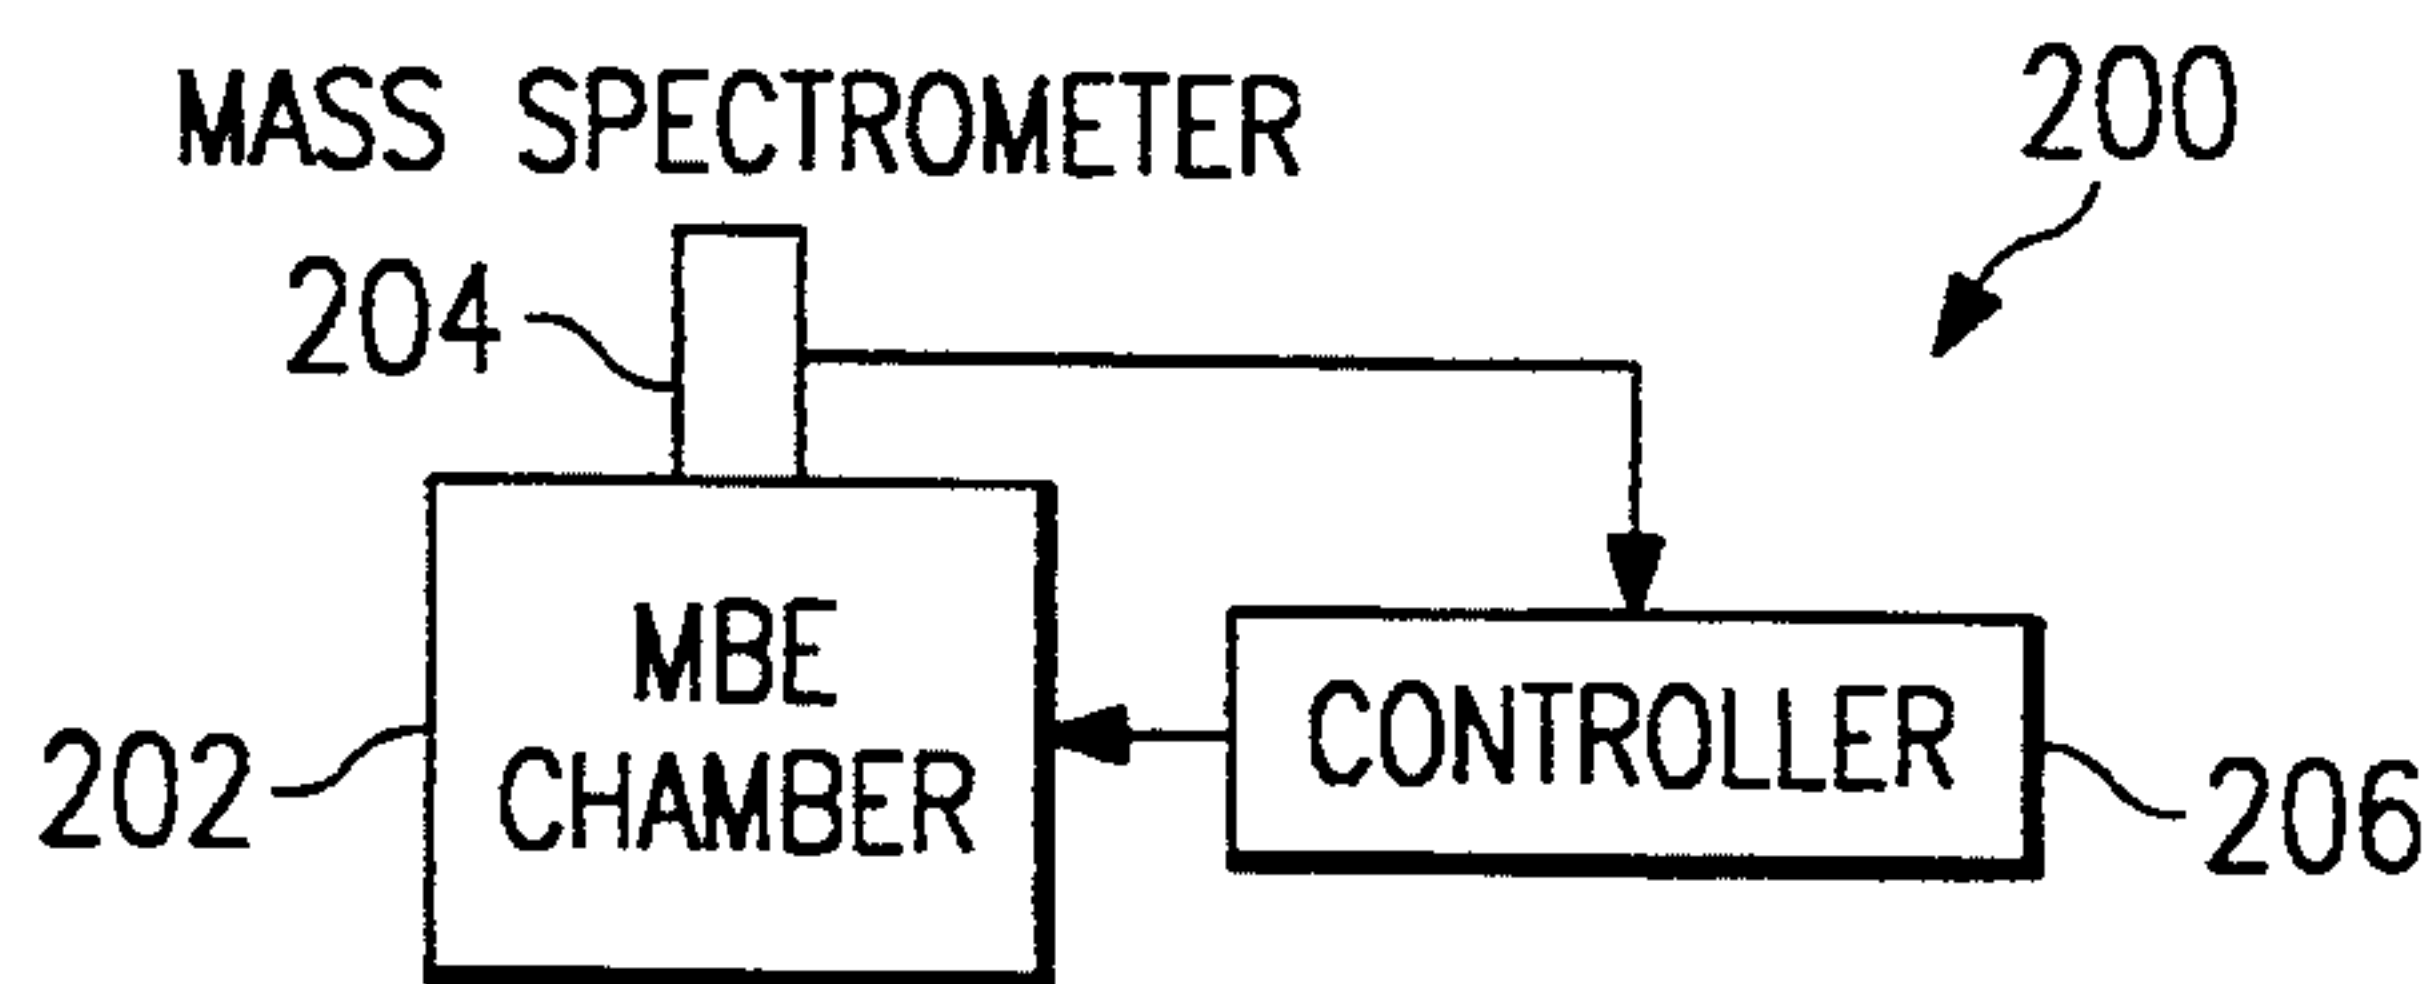 MASS SPECTROMETER
200
204
MBE
CHAMBER
CONTROLLER
202
206